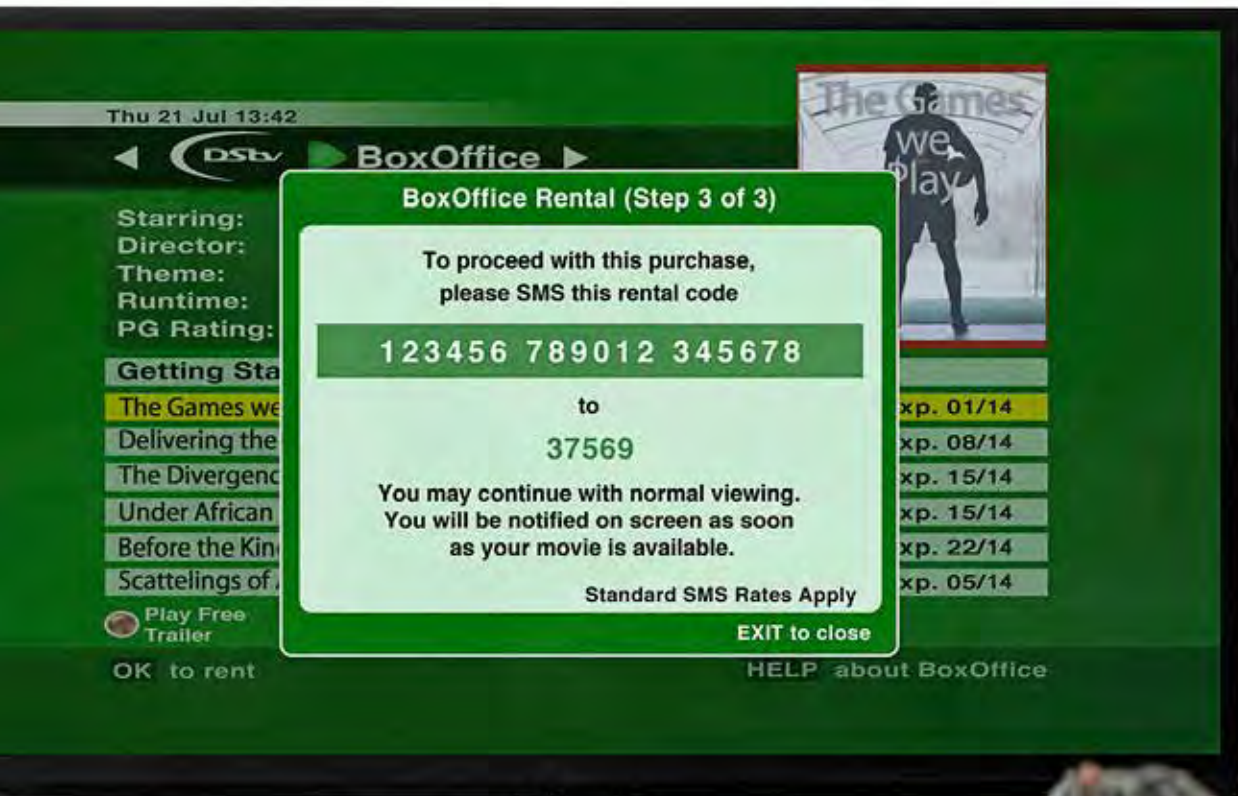 The Games
we
Play
Thu 21 Jul 13:42
DStv BoxOffice
BoxOffice Rental (Step 3 of 3)
Starring:
Director:
Theme:
Runtime:
PG Rating:
To proceed with this purchase,
please SMS this rental code
123456 789012 345678
to
37569
You may continue with normal viewing.
You will be notified on screen as soon
as your movie is available.
Standard SMS Rates Apply
EXIT to close
Getting Sta
The Games we xp. 01/14
Delivering the xp. 08/14
The Divergenc xp. 15/14
Under African xp. 15/14
Before the Kin xp. 22/14
Scattelings of xp. 05/14
Play Free
Trailer
OK to rent
HELP about BoxOffice